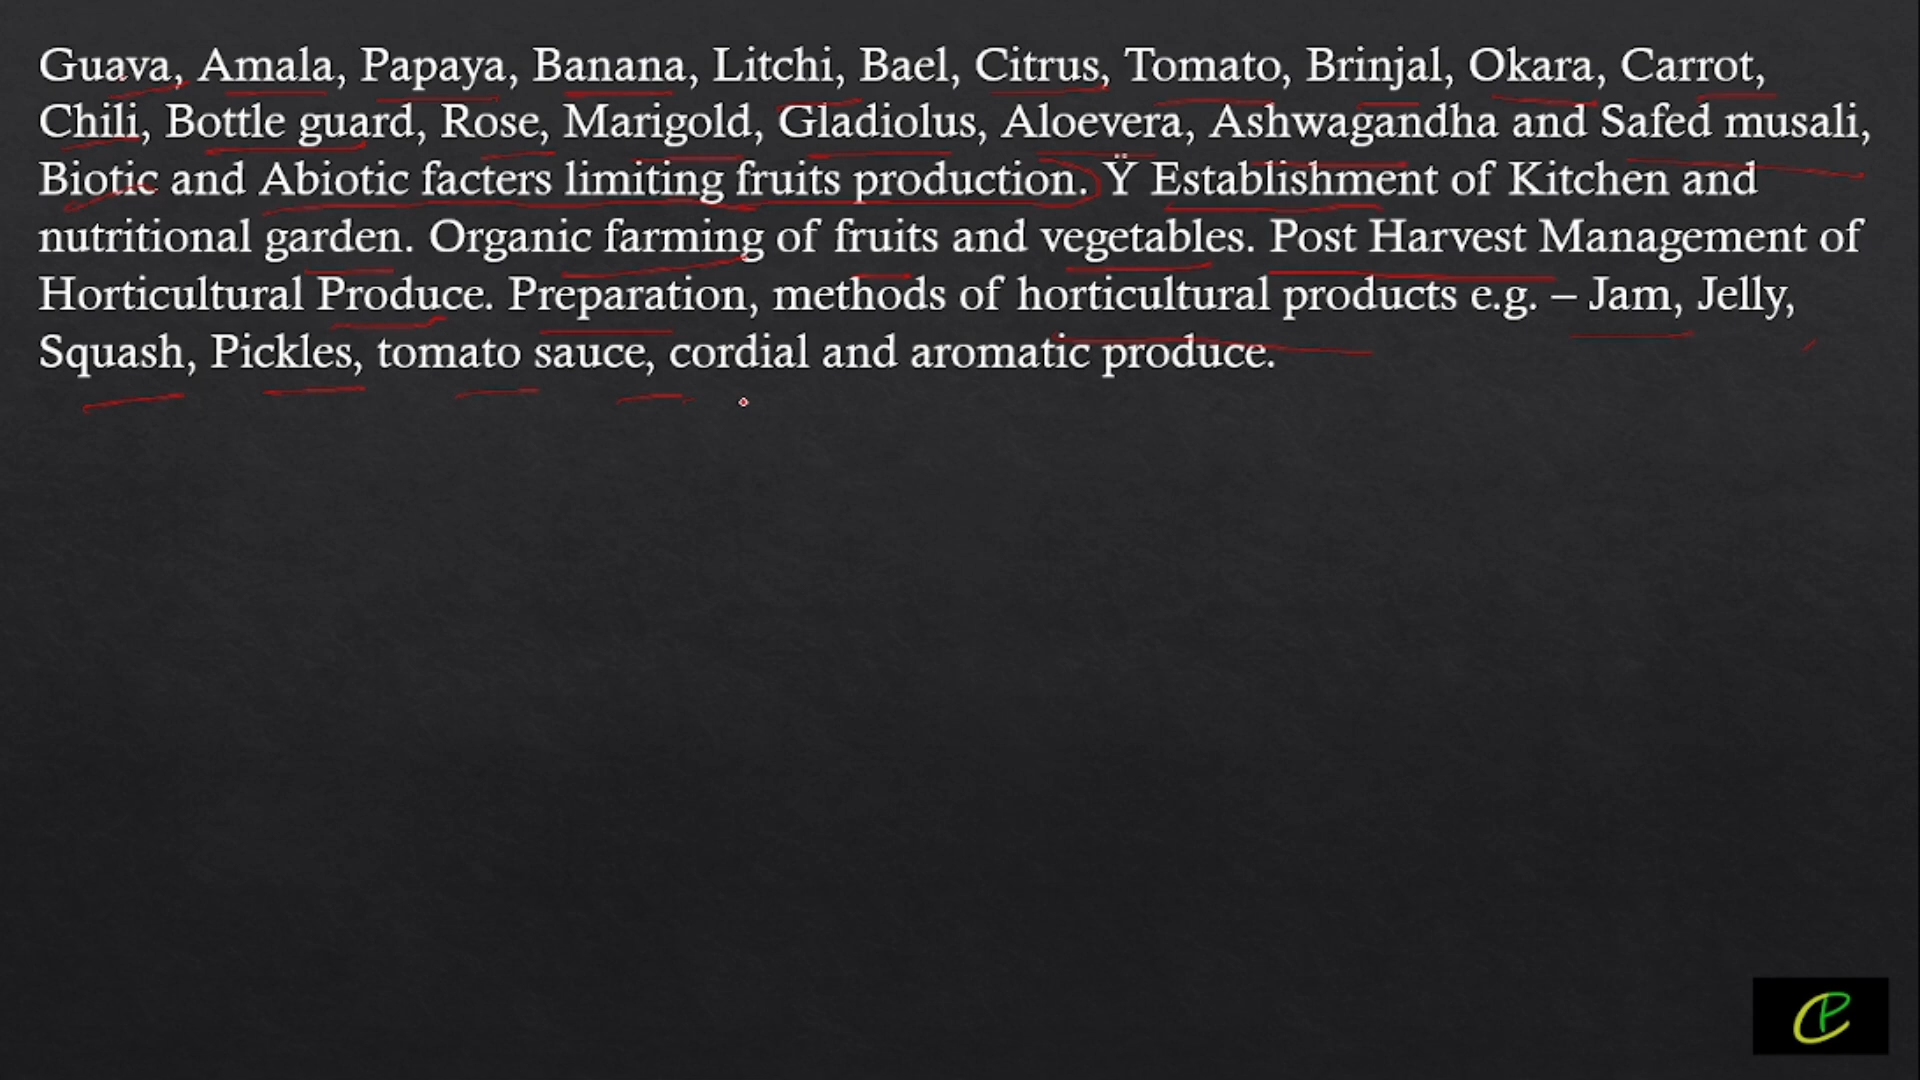 Guava, Amala, Papaya, Banana, Litchi, Bael, Citrus, Tomato, Brinjal, Okara, Carrot,
Chili, Bottle guard, Rose, Marigold, Gladiolus, Aloevera, Ashwagandha and Safed musali,
Biotic and Abiotic facters limiting fruits production. Ÿ Establishment of Kitchen and
nutritional garden. Organic farming of fruits and vegetables. Post Harvest Management of
Horticultural Produce. Preparation, methods of horticultural products e.g. – Jam, Jelly,
Squash, Pickles, tomato sauce, cordial and aromatic produce.
CP